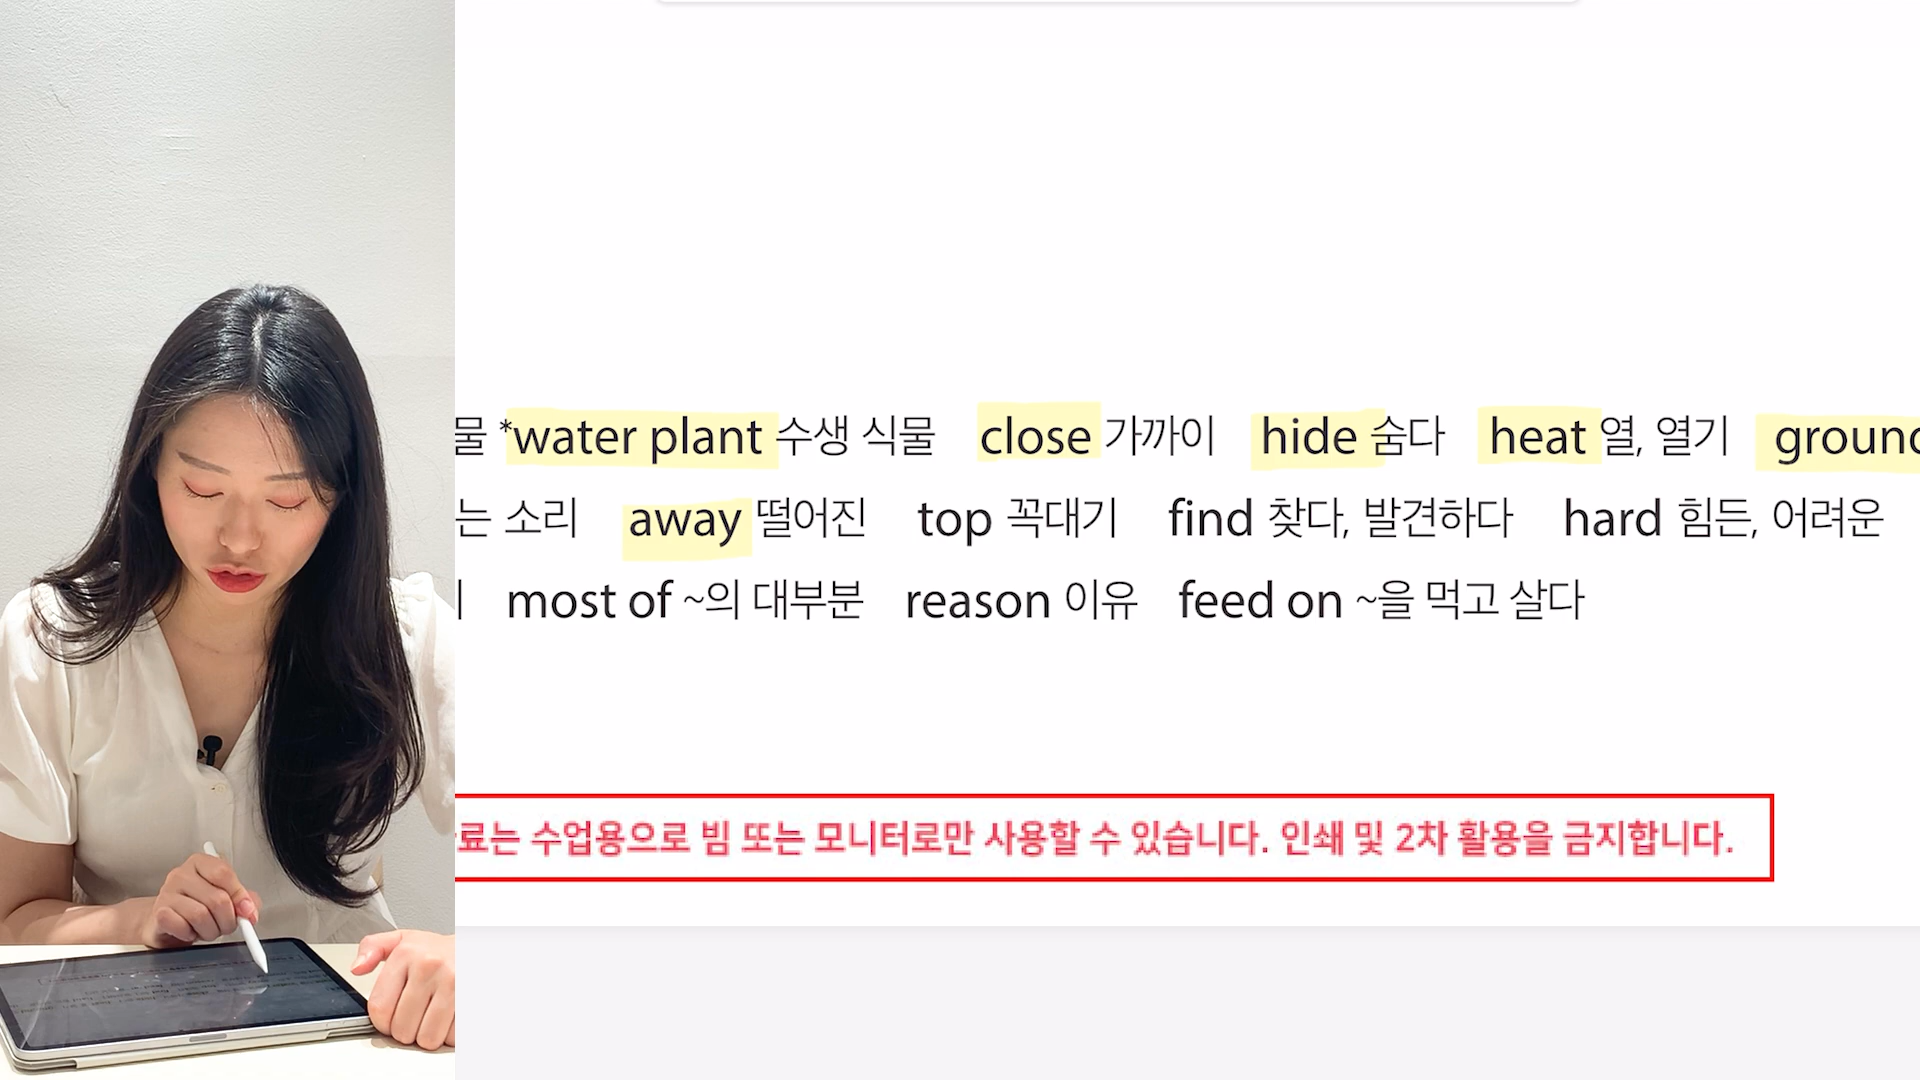 물 *water plant 수생 식물 close 가까이 hide 숨다 heat 열, 열기 ground
는 소리 away 떨어진 top 꼭대기 find 찾다, 발견하다 hard 힘든, 어려운
most of ~의 대부분 reason 이유 feed on ~을 먹고 살다
료는 수업용으로 빔 또는 모니터로만 사용할 수 있습니다. 인쇄 및 2차 활용을 금지합니다.